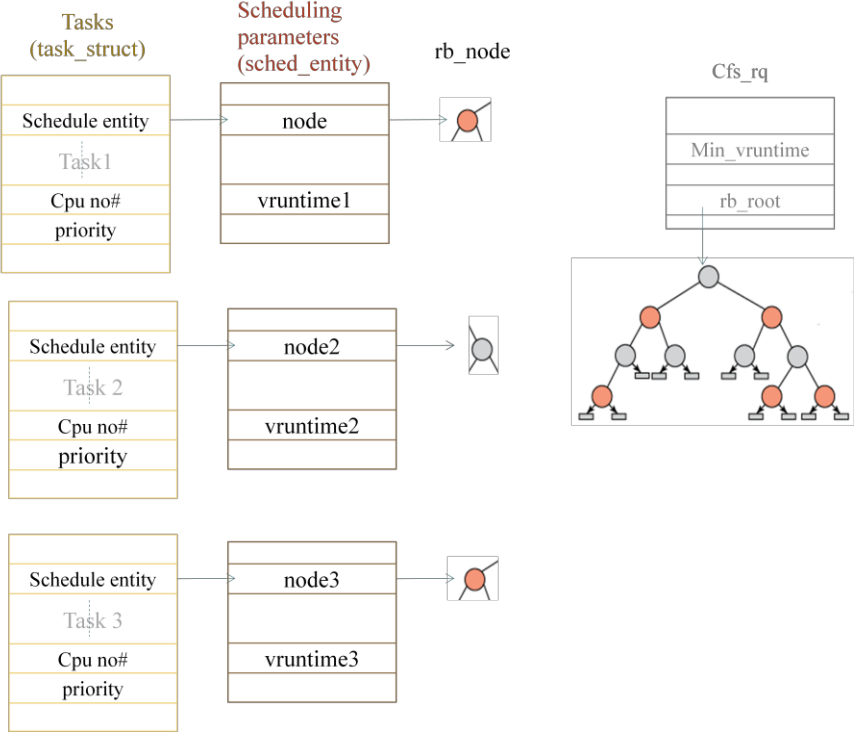 Tasks
(task_struct)
Scheduling
parameters
(sched_entity)
rb_node
Cfs_rq
Schedule entity
Task1
Cpu no#
priority
node
vruntime1
Min_vruntime
rb_root
Schedule entity
Task 2
Cpu no#
priority
node2
vruntime2
Schedule entity
Task 3
Cpu no#
priority
node3
vruntime3